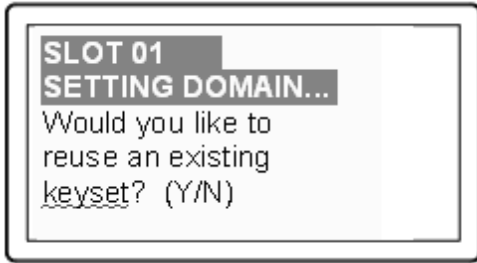 SLOT 01
SETTING DOMAIN...
Would you like to
reuse an existing
keyset? (Y/N)